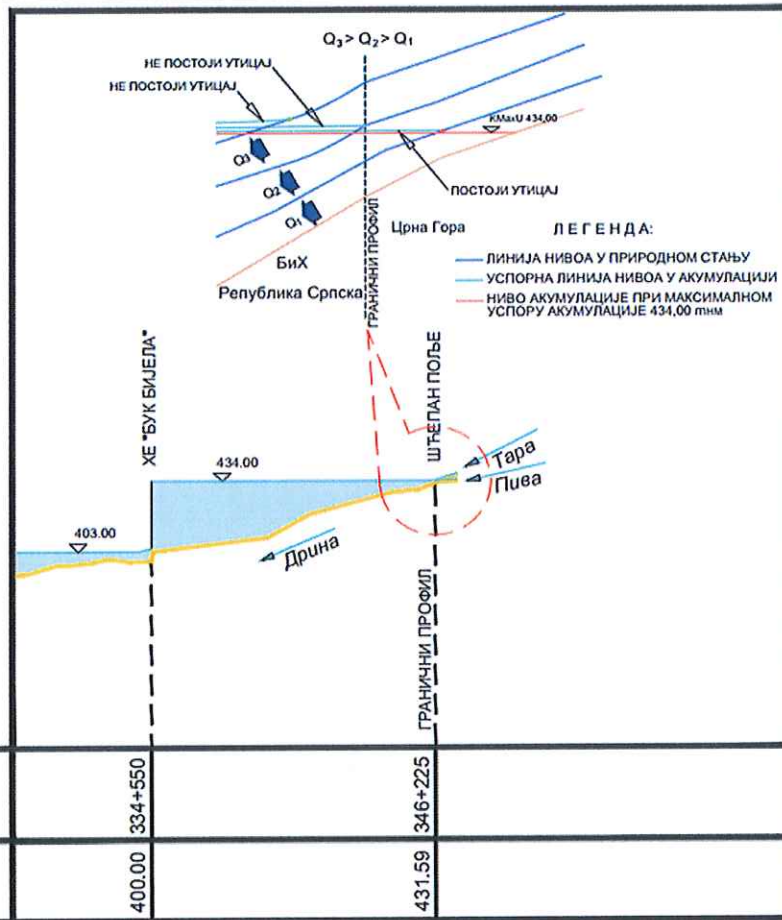 Q3 > Q2 > Q1
НЕ ПОСТОЈИ УТИЦАЈ
НЕ ПОСТОЈИ УТИЦАЈ
КМахU 434,00
Q3
Q2
Q1
ПОСТОЈИ УТИЦАЈ
Црна Гора
БиХ
Република Српска
ГРАНИЧНИ ПРОФИЛ
ЛЕГЕНДА:
ЛИНИЈА НИВОА У ПРИРОДНОМ СТАЊУ
УСПОРНА ЛИНИЈА НИВОА У АКУМУЛАЦИЈИ
НИВО АКУМУЛАЦИЈЕ ПРИ МАКСИМАЛНОМ
УСПОРУ АКУМУЛАЦИЈЕ 434,00 mнм
ХЕ "БУК БИЈЕЛА"
ШЋЕПАН ПОЉЕ
434.00
Тара
Пива
403.00
Дрина
ГРАНИЧНИ ПРОФИЛ
334+550
346+225
400.00
431.59